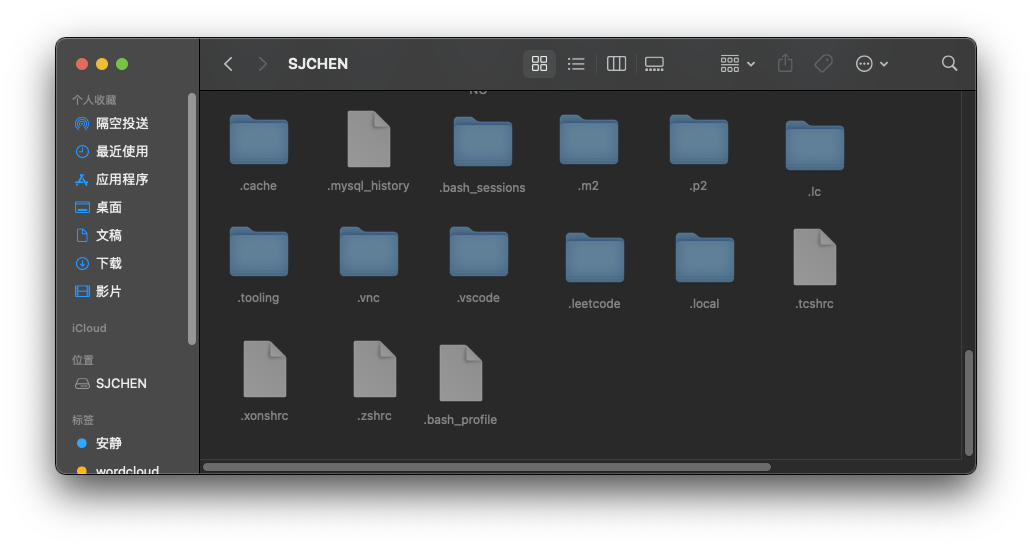 SJCHEN
个人收藏
隔空投送
最近使用
应用程序
桌面
文稿
下载
影片
iCloud
位置
SJCHEN
标签
安静
wordcloud
.cache
.mysql_history
.bash_sessions
.m2
.p2
.lc
.tooling
.vnc
.vscode
.leetcode
.local
.tcshrc
.xonshrc
.zshrc
.bash_profile